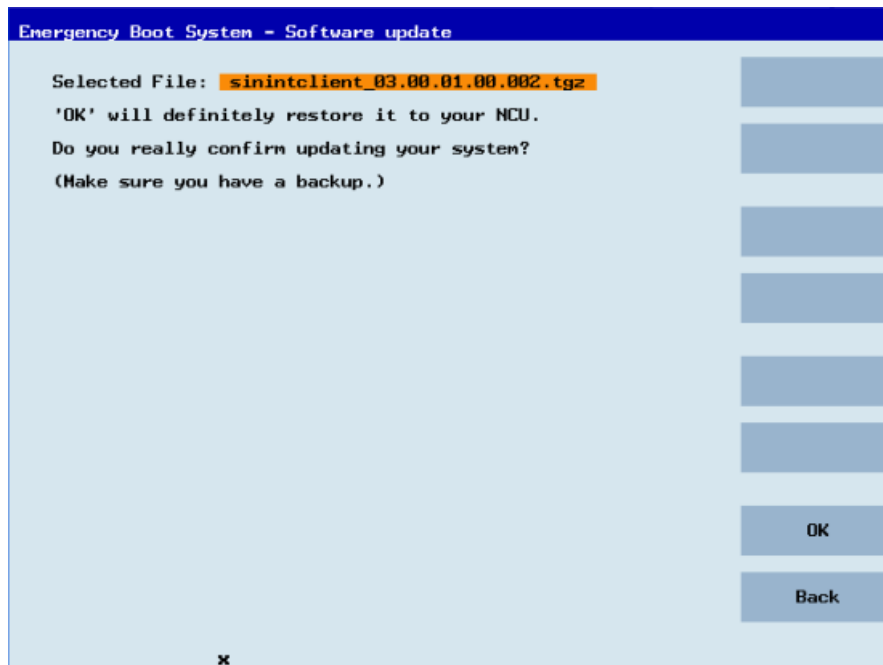 Emergency Boot System - Software update
Selected File: sinintclient_03.00.01.00.002.tgz
'OK' will definitely restore it to your NCU.
Do you really confirm updating your system?
(Make sure you have a backup.)
OK
Back
x